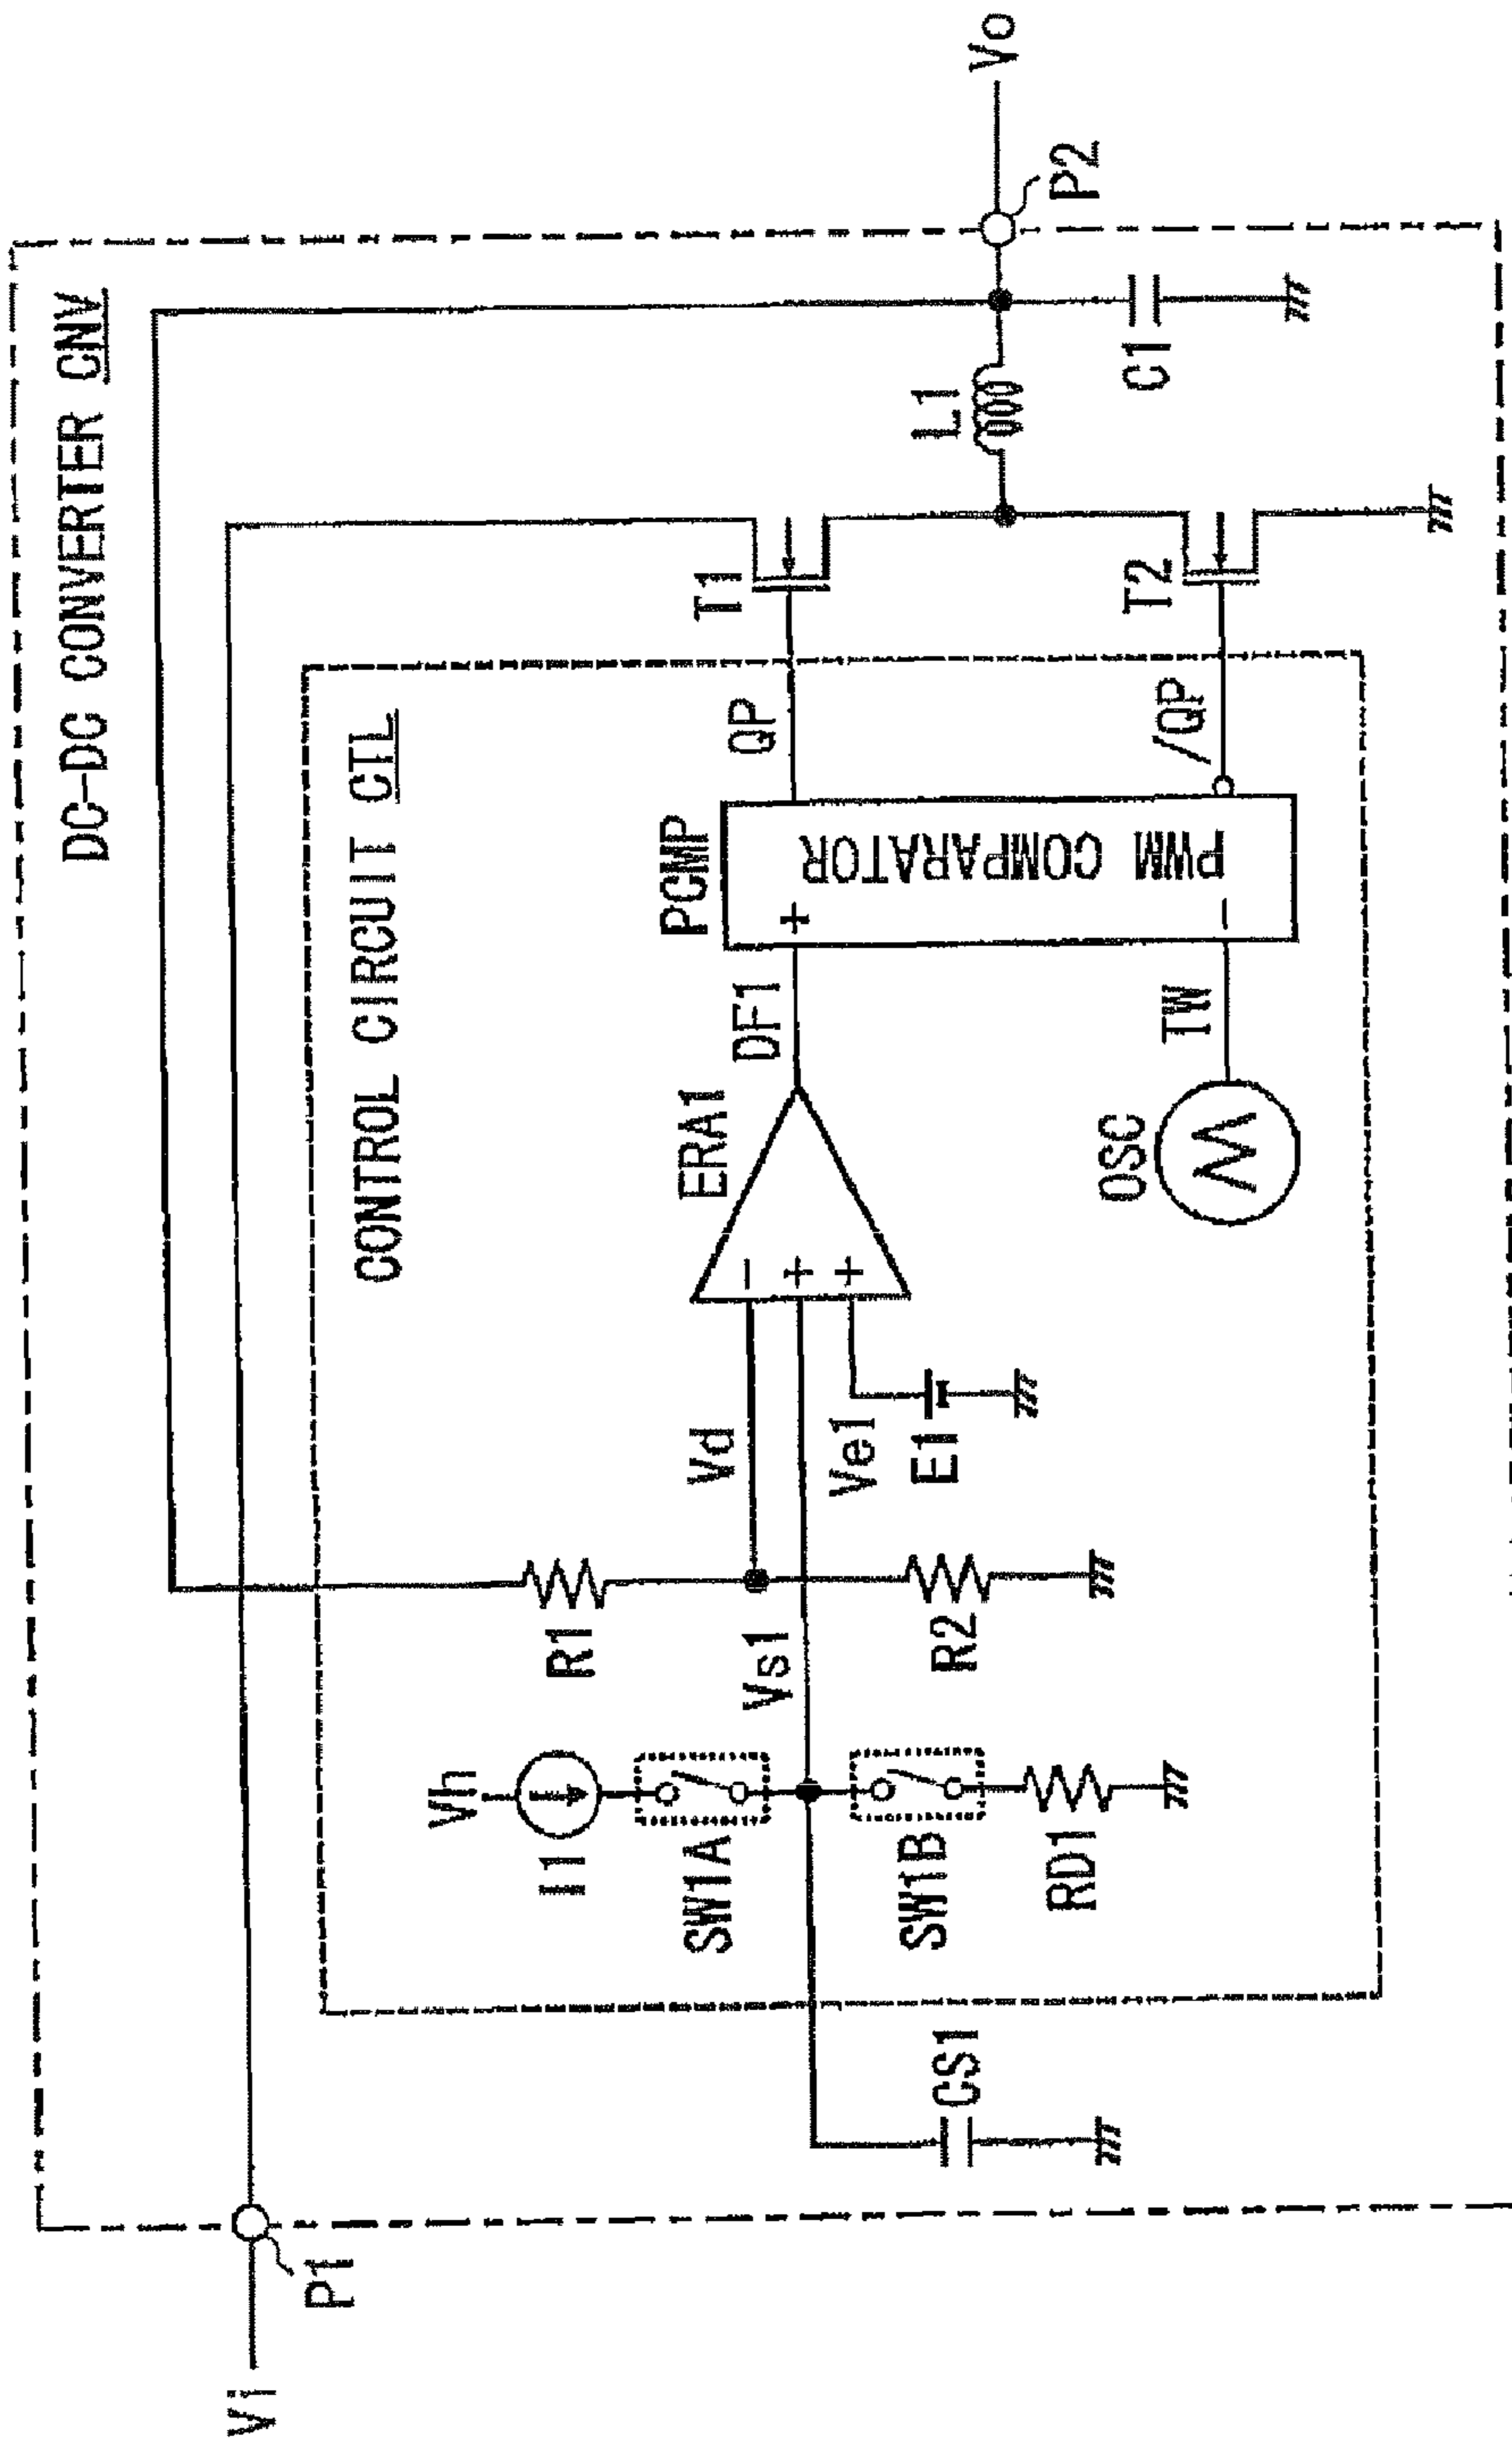 DC-DC CONVERTER CNV
Vi
P1
CONTROL CIRCUIT CTL
Vh
I1
SW1A
SW1B
RD1
CS1
R1
Vs1
R2
Vd
Ve1
E1
-
+
+
ERA1
DF1
OSC
TW
PCMP
+
-
PWM COMPARATOR
QP
/QP
T1
T2
L1
C1
P2
Vo